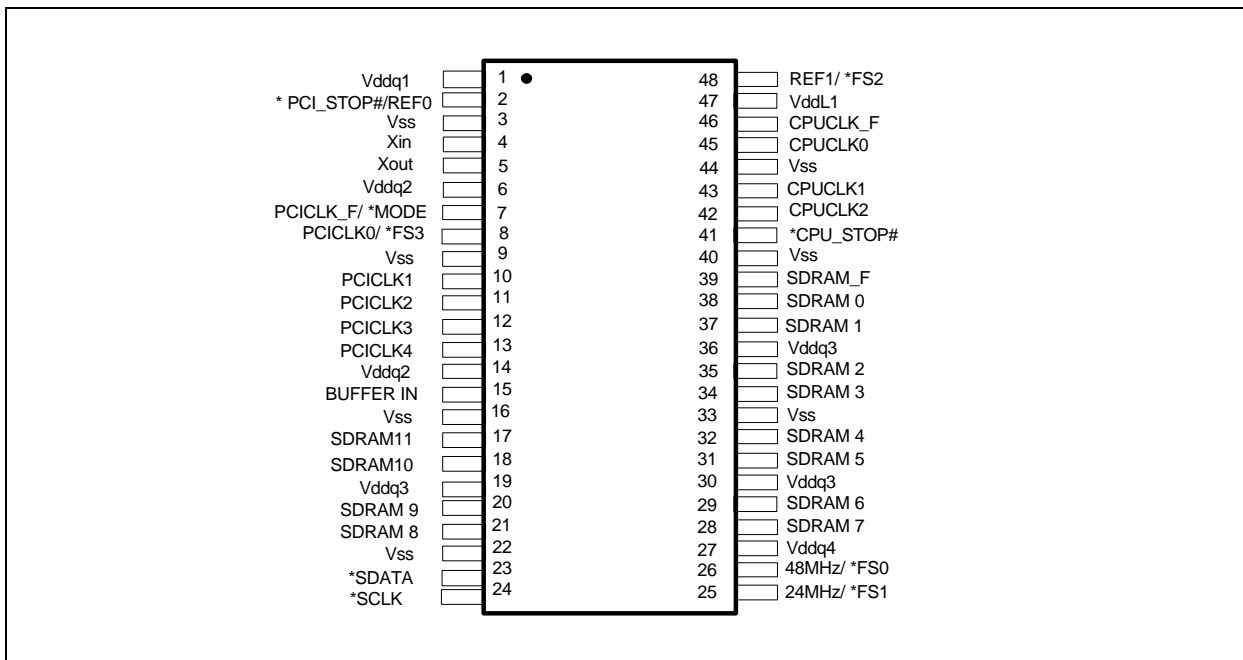 Vddq1 1 48 REF1/ *FS2
* PCI_STOP#/REF0 2 47 VddL1
Vss 3 46 CPUCLK_F
Xin 4 45 CPUCLK0
Xout 5 44 Vss
Vddq2 6 43 CPUCLK1
PCICLK_F/ *MODE 7 42 CPUCLK2
PCICLK0/ *FS3 8 41 *CPU_STOP#
Vss 9 40 Vss
PCICLK1 10 39 SDRAM_F
PCICLK2 11 38 SDRAM 0
PCICLK3 12 37 SDRAM 1
PCICLK4 13 36 Vddq3
Vddq2 14 35 SDRAM 2
BUFFER IN 15 34 SDRAM 3
Vss 16 33 Vss
SDRAM11 17 32 SDRAM 4
SDRAM10 18 31 SDRAM 5
Vddq3 19 30 Vddq3
SDRAM 9 20 29 SDRAM 6
SDRAM 8 21 28 SDRAM 7
Vss 22 27 Vddq4
*SDATA 23 26 48MHz/ *FS0
*SCLK 24 25 24MHz/ *FS1